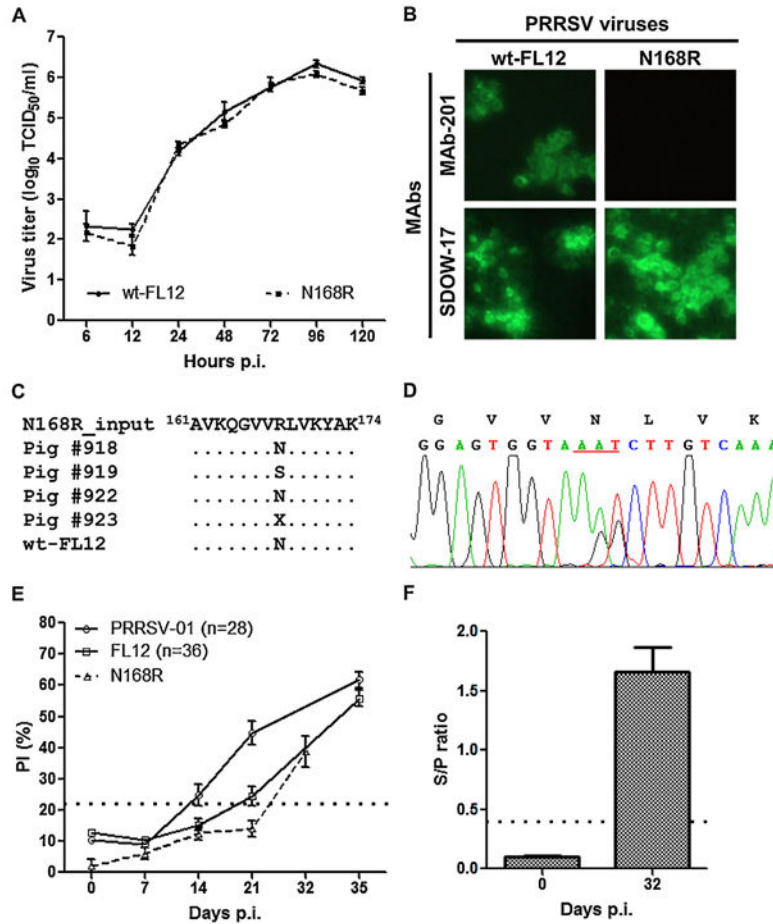 A
Virus titer (log10 TCID50/ml)
7
6
5
4
3
2
1
0
wt-FL12
N168R
6
12
24
48
72
96
120
Hours p.i.
B
PRRSV viruses
wt-FL12
N168R
MAbs
MAb-201
SDOW-17
C
N168R_input 161AVKQGVVRLVKYAK174
Pig #918 .......N......
Pig #919 .......S......
Pig #922 .......N......
Pig #923 .......X......
wt-FL12 .......N......
D
G V V N L V K
GGAGTGGTAAATCTTGTCAAA
E
PRRSV-01 (n=28)
FL12 (n=36)
N168R
PI (%)
80
70
60
50
40
30
20
10
0
0
7
14
21
32
35
Days p.i.
F
S/P ratio
2.0
1.5
1.0
0.5
0.0
0
32
Days p.i.